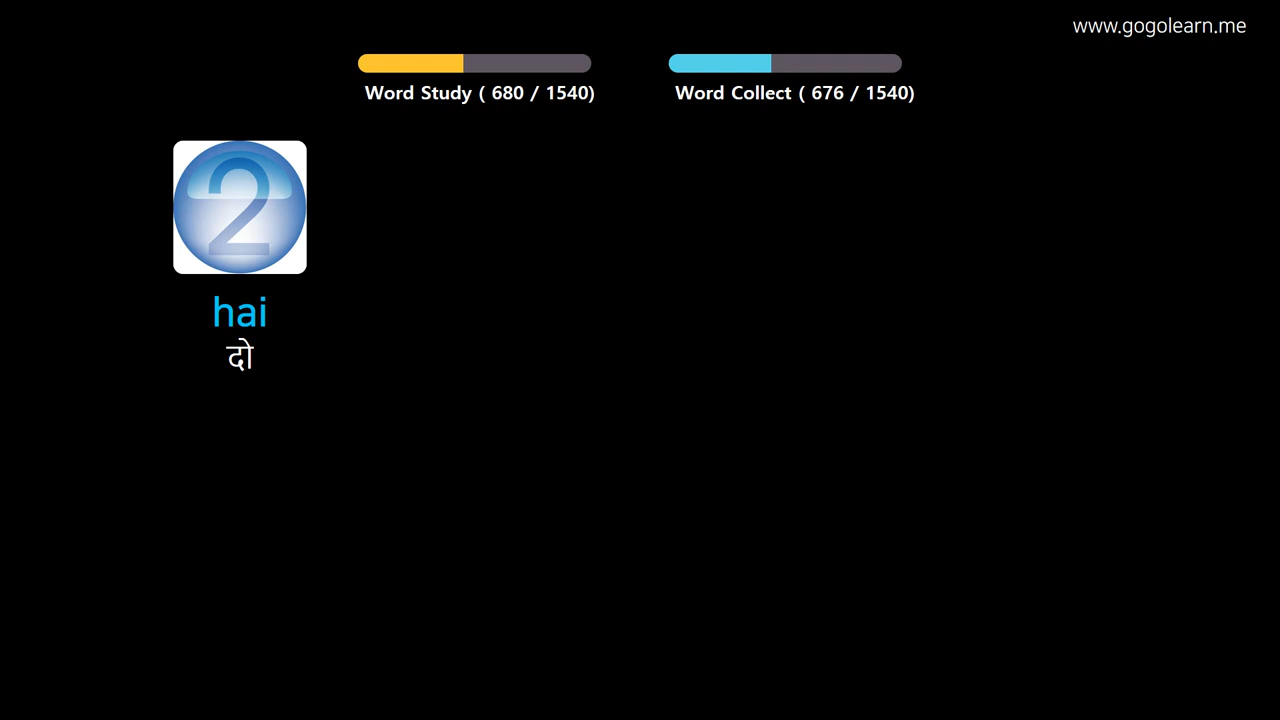 www.gogolearn.me
Word Study ( 680 / 1540)
Word Collect ( 676 / 1540)
2
hai
दो